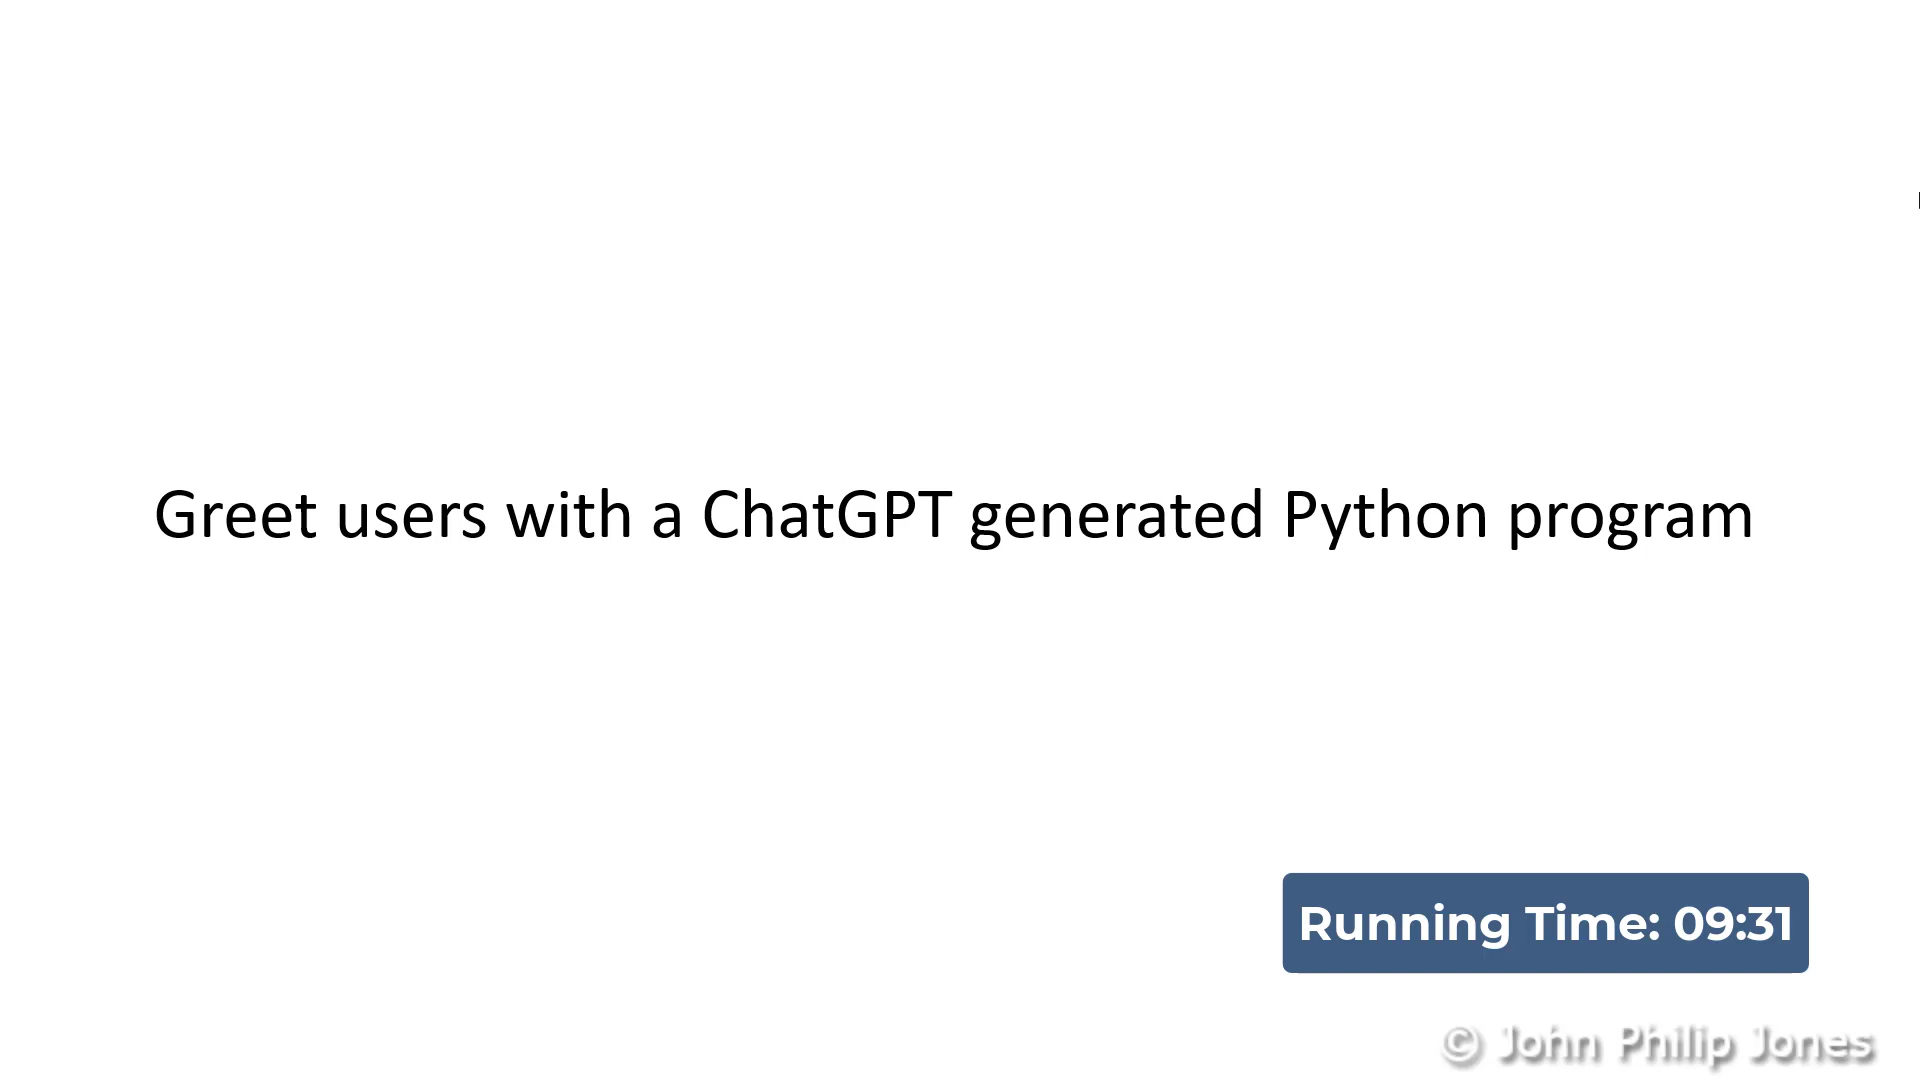 Greet users with a ChatGPT generated Python program
Running Time: 09:31
© John Philip Jones